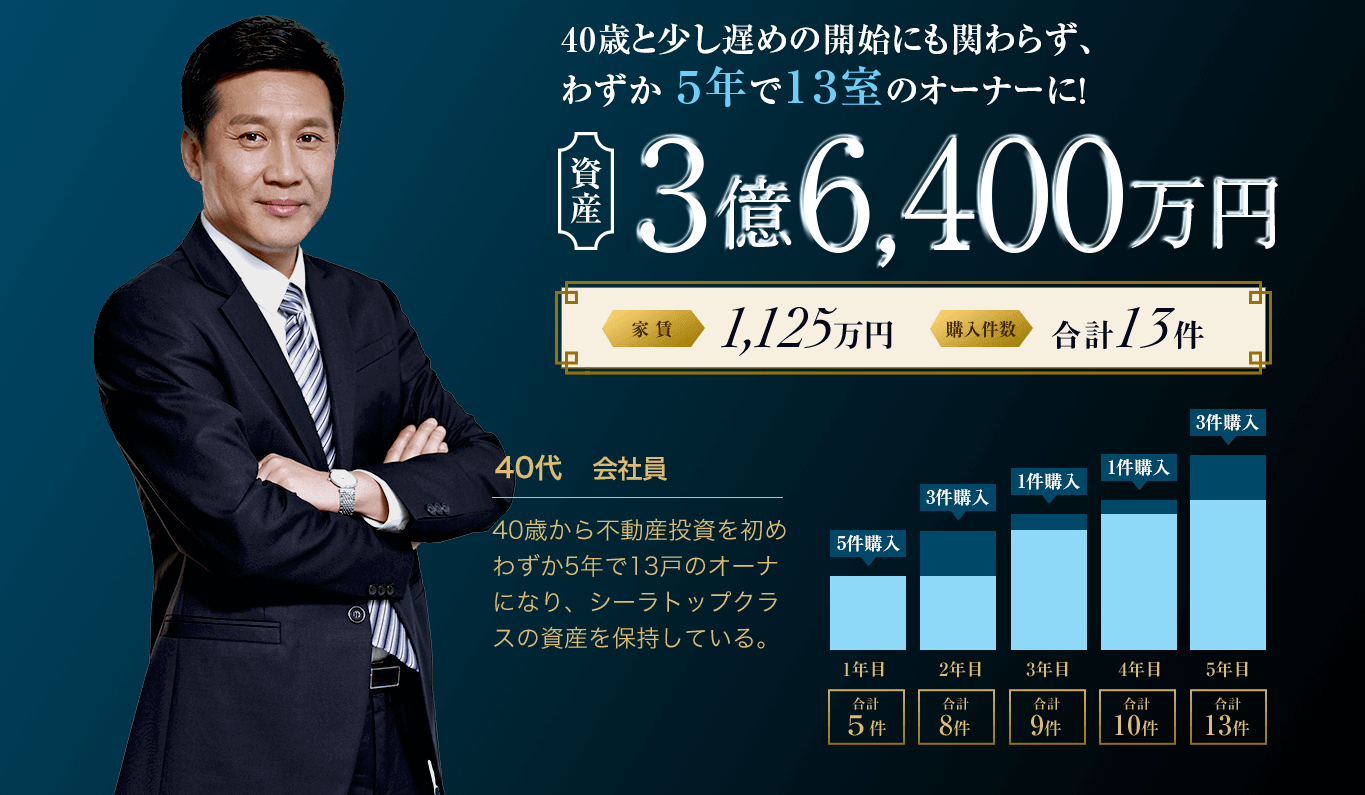 40歳と少し遅めの開始にも関わらず、
わずか 5年で13室のオーナーに!
資産 3億6,400万円
家賃 1,125万円 購入件数 合計13件
40代 会社員
40歳から不動産投資を初め
わずか5年で13戸のオーナ
になり、シーラトップクラ
スの資産を保持している。
5件購入 3件購入 1件購入 1件購入 3件購入
1年目 2年目 3年目 4年目 5年目
合計 合計 合計 合計 合計
5件 8件 9件 10件 13件